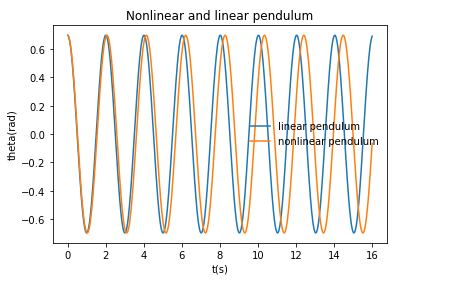 Nonlinear and linear pendulum
0.6
0.4
0.2
0.0
−0.2
−0.4
−0.6
theta(rad)
linear pendulum
nonlinear pendulum
0 2 4 6 8 10 12 14 16
t(s)